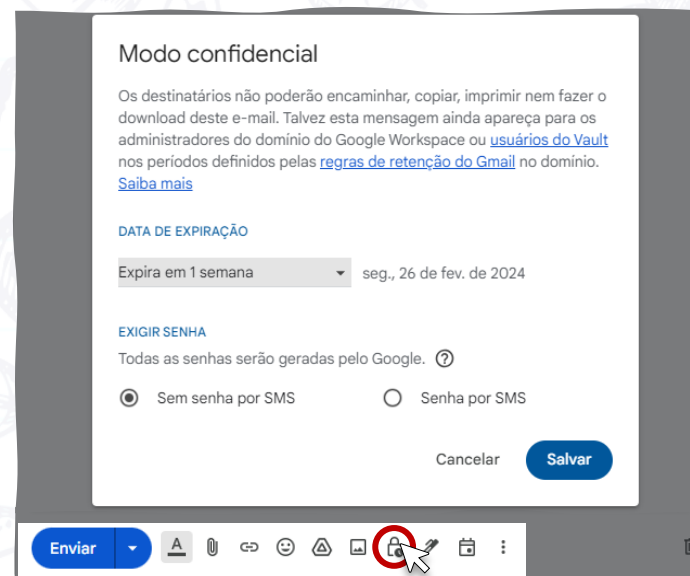 Modo confidencial
Os destinatários não poderão encaminhar, copiar, imprimir nem fazer o
download deste e-mail. Talvez esta mensagem ainda apareça para os
administradores do domínio do Google Workspace ou usuários do Vault
nos períodos definidos pelas regras de retenção do Gmail no domínio.
Saiba mais
DATA DE EXPIRAÇÃO
Expira em 1 semana seg., 26 de fev. de 2024
EXIGIR SENHA
Todas as senhas serão geradas pelo Google.
Sem senha por SMS Senha por SMS
Cancelar Salvar
Enviar A